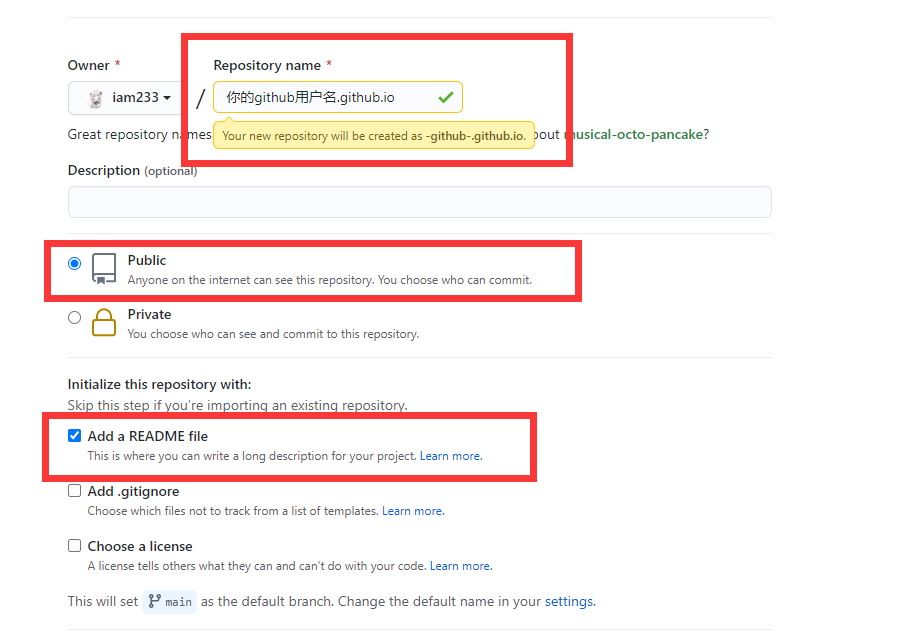 Owner *
Repository name *
iam233
/
你的github用户名.github.io
Great repository names
Your new repository will be created as -github-.github.io.
bout musical-octo-pancake?
Description (optional)
Public
Anyone on the internet can see this repository. You choose who can commit.
Private
You choose who can see and commit to this repository.
Initialize this repository with:
Skip this step if you're importing an existing repository.
Add a README file
This is where you can write a long description for your project. Learn more.
Add .gitignore
Choose which files not to track from a list of templates. Learn more.
Choose a license
A license tells others what they can and can't do with your code. Learn more.
This will set main as the default branch. Change the default name in your settings.